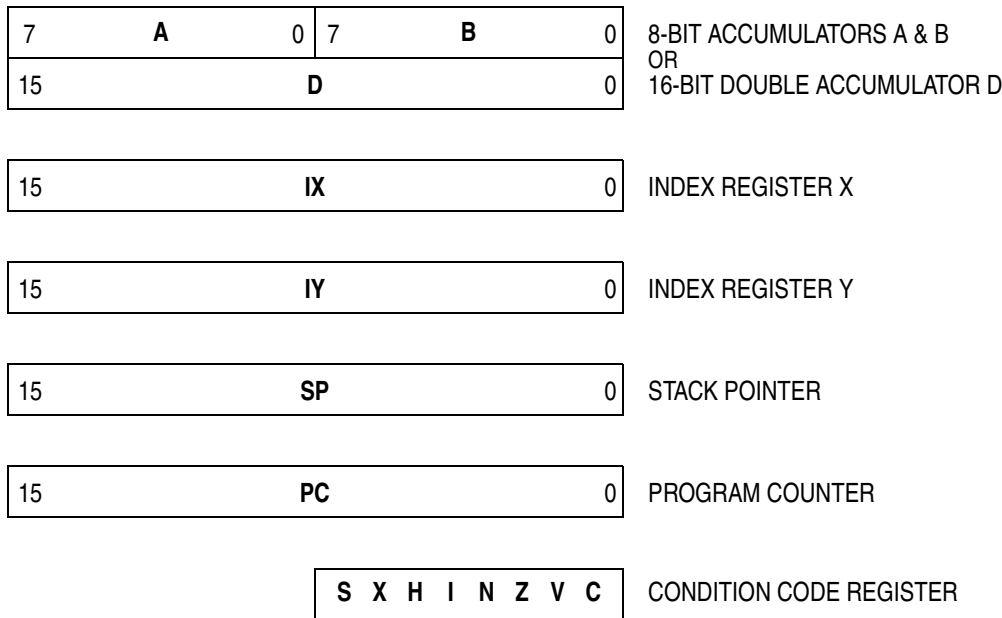 7 A 0 7 B 0 8-BIT ACCUMULATORS A & B
OR
15 D 0 16-BIT DOUBLE ACCUMULATOR D
15 IX 0 INDEX REGISTER X
15 IY 0 INDEX REGISTER Y
15 SP 0 STACK POINTER
15 PC 0 PROGRAM COUNTER
S X H I N Z V C CONDITION CODE REGISTER